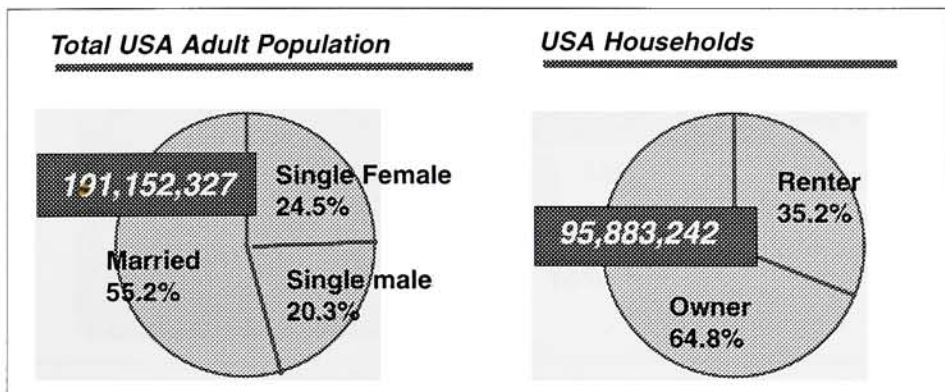 Total USA Adult Population
191,152,327
Single Female
24.5%
Married
55.2%
Single male
20.3%
USA Households
95,883,242
Renter
35.2%
Owner
64.8%